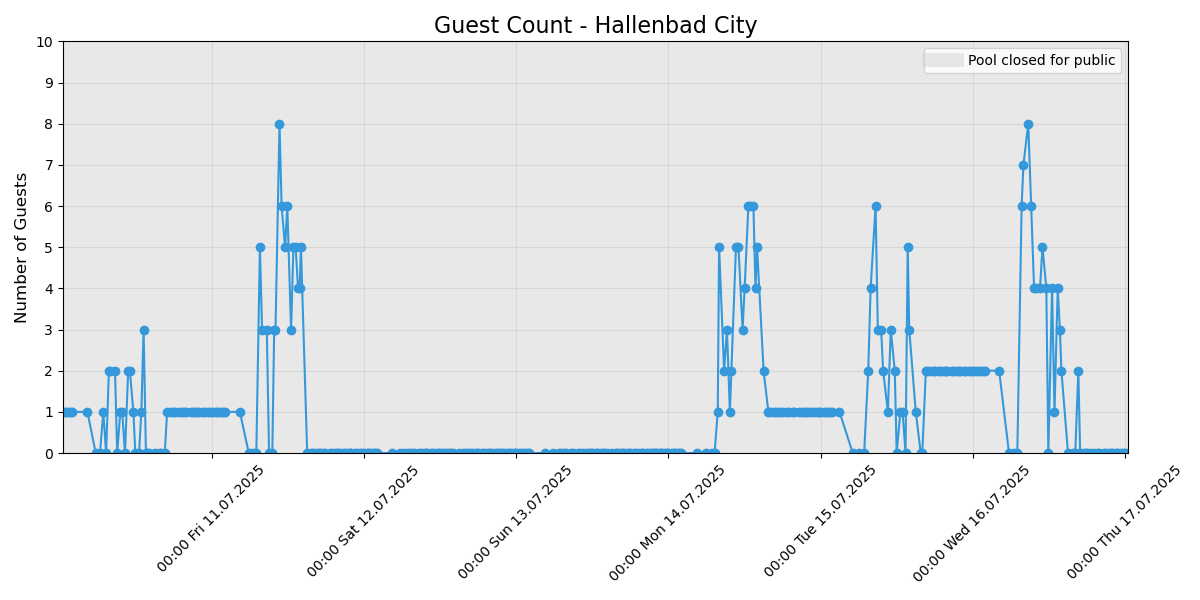 Guest Count - Hallenbad City
Pool closed for public
Number of Guests
10
9
8
7
6
5
4
3
2
1
0
00:00 Fri 11.07.2025
00:00 Sat 12.07.2025
00:00 Sun 13.07.2025
00:00 Mon 14.07.2025
00:00 Tue 15.07.2025
00:00 Wed 16.07.2025
00:00 Thu 17.07.2025